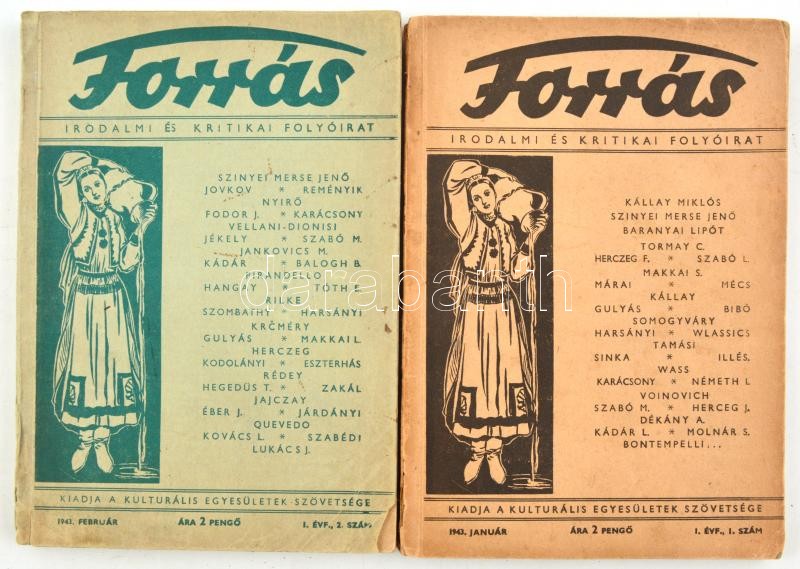 Forrás
IRODALMI ÉS KRITIKAI FOLYÓIRAT
SZINYEI MERSE JENŐ
JOVKOV * REMÉNYIK
NYIRŐ
FODOR J. * KARÁCSONY
VELLANI-DIONISI
JÉKELY * SZABÓ M.
JANKOVICS M.
KÁDÁR * BALOGH B.
PIRANDELLO
HANGAY * TÓTH E.
RILKE
SZOMBATHY * HARSÁNYI
KRČMÉRY
GULYÁS * MAKKAI L.
HERCZEG
KODOLÁNYI * ESZTERHÁS
RÉDEY
HEGEDÜS T. * ZAKÁL
JAJCZAY
ÉBER J. * JÁRDÁNYI
QUEVEDO
KOVÁCS L. * SZABÉDI
LUKÁCS J.
KIADJA A KULTURÁLIS EGYESÜLETEK SZÖVETSÉGE
1943. FEBRUÁR ÁRA 2 PENGŐ I. ÉVF., 2. SZÁM
Forrás
IRODALMI ÉS KRITIKAI FOLYÓIRAT
KÁLLAY MIKLÓS
SZINYEI MERSE JENŐ
BARANYAI LIPÓT
TORMAY C.
HERCZEG F. * SZABÓ L.
MAKKAI S.
MÁRAI * MÉCS
KÁLLAY
GULYÁS * BIBÓ
SOMOGYVÁRY
HARSÁNYI * WLASSICS
TAMÁSI
SINKA * ILLÉS,
WASS
KARÁCSONY * NÉMETH I.
VOINOVICH
SZABÓ M. * HERCEG J.
DÉKÁNY A.
KÁDÁR L. * MOLNÁR S.
BONTEMPELLI...
KIADJA A KULTURÁLIS EGYESÜLETEK SZÖVETSÉGE
1943. JANUÁR ÁRA 2 PENGŐ I. ÉVF., 1. SZÁM
darabanth